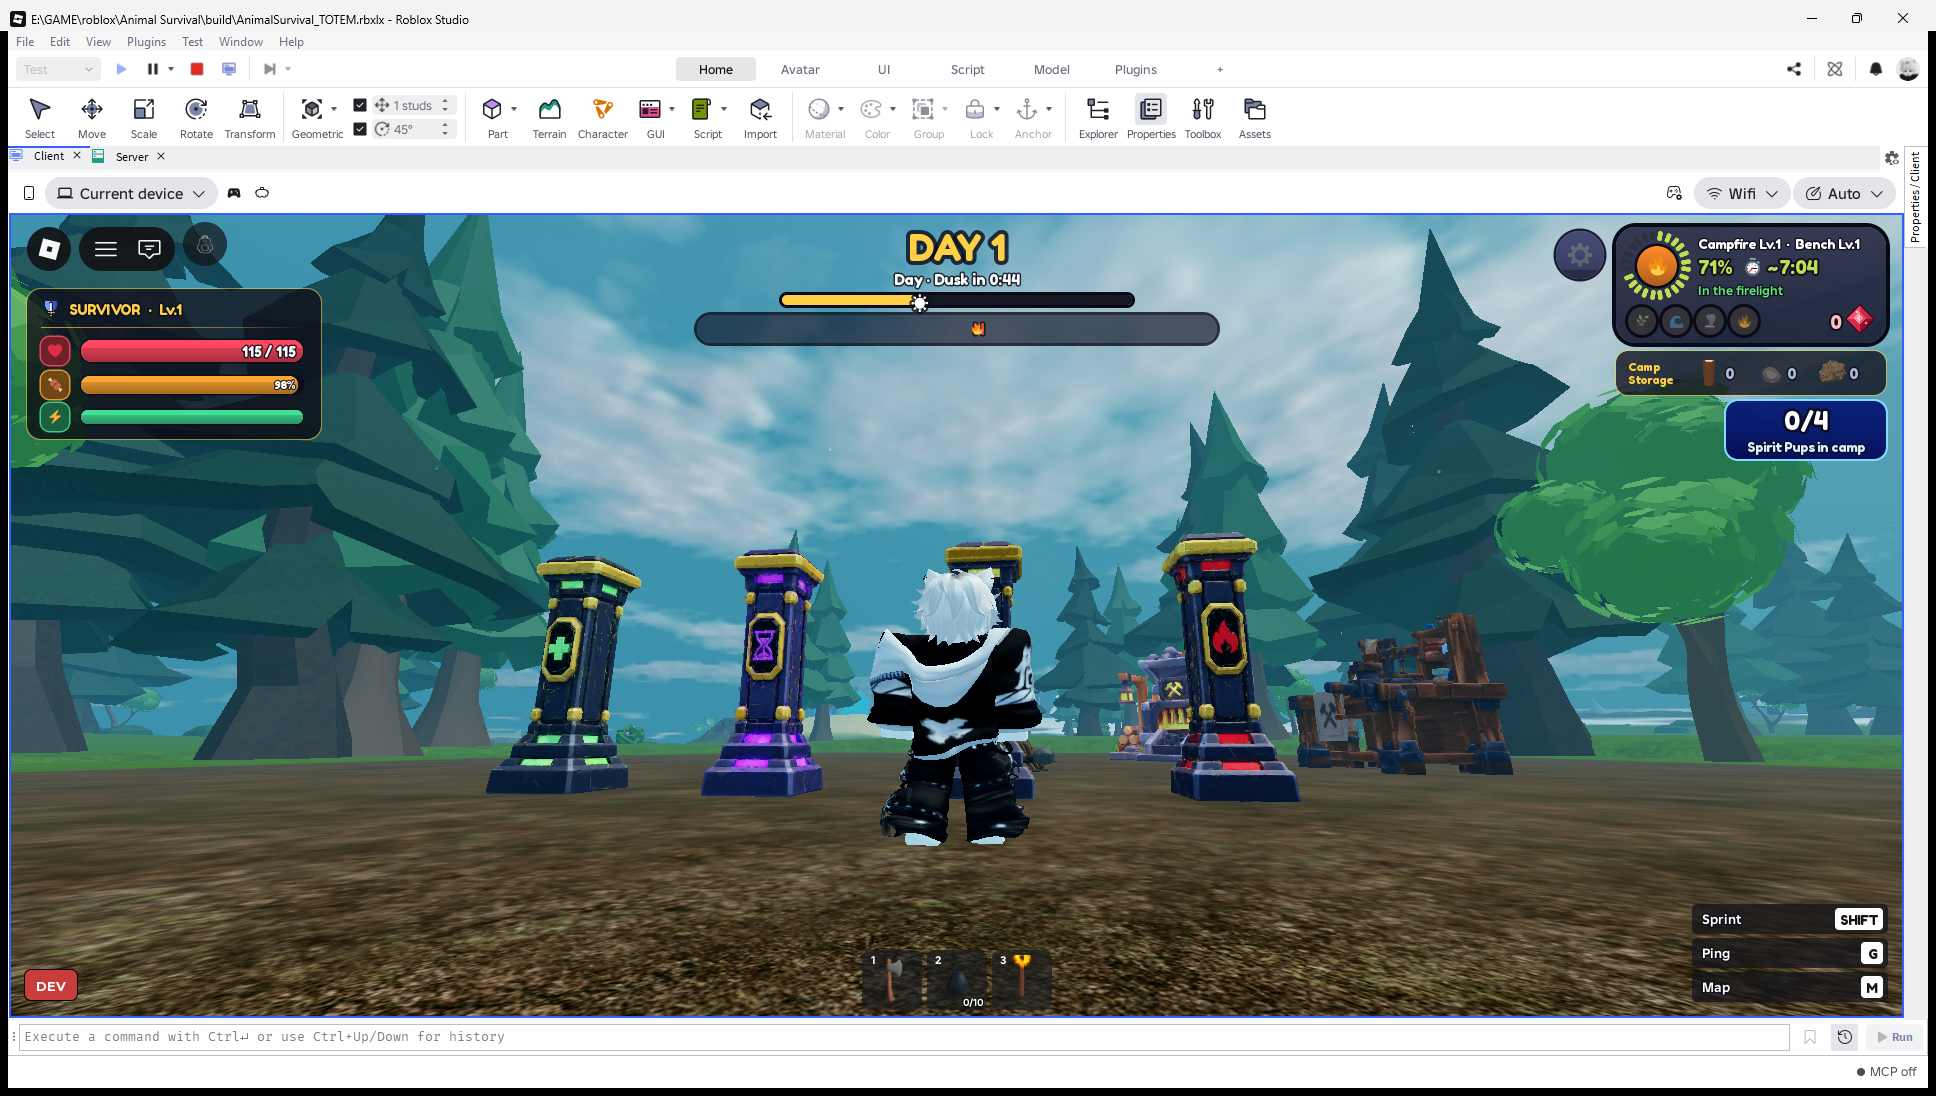 E:\GAME\roblox\Animal Survival\build\AnimalSurvival_TOTEM.rbxlx - Roblox Studio
File Edit View Plugins Test Window Help
Test
Home Avatar UI Script Model Plugins +
1 studs
45°
Select Move Scale Rotate Transform Geometric Part Terrain Character GUI Script Import Material Color Group Lock Anchor Explorer Properties Toolbox Assets
Client Server
Properties / Client
Current device
Wifi Auto
DAY 1
Day · Dusk in 0:44
SURVIVOR · Lv.1
115 / 115
98%
Campfire Lv.1 · Bench Lv.1
71% ~7:04
In the firelight
0
Camp Storage 0 0 0
0/4
Spirit Pups in camp
Sprint SHIFT
Ping G
Map M
DEV
1 2 3
0/10
Execute a command with Ctrl↵ or use Ctrl+Up/Down for history
Run
MCP off